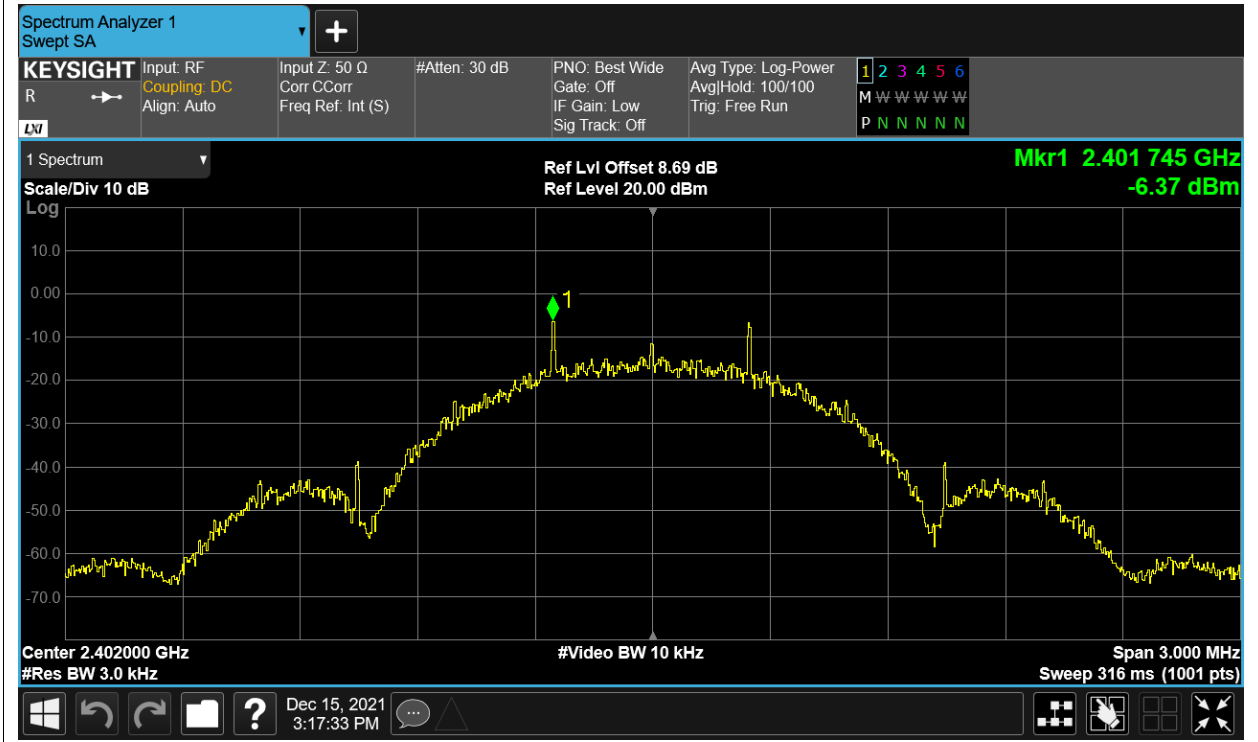 Spectrum Analyzer 1
Swept SA
+
KEYSIGHT
R
LXI
Input: RF
Coupling: DC
Align: Auto
Input Z: 50 Ω
Corr CCorr
Freq Ref: Int (S)
#Atten: 30 dB
PNO: Best Wide
Gate: Off
IF Gain: Low
Sig Track: Off
Avg Type: Log-Power
Avg|Hold: 100/100
Trig: Free Run
1 2 3 4 5 6
M W W W W W
P N N N N N
1 Spectrum
Scale/Div 10 dB
Log
Ref Lvl Offset 8.69 dB
Ref Level 20.00 dBm
Mkr1 2.401 745 GHz
-6.37 dBm
10.0
0.00
-10.0
-20.0
-30.0
-40.0
-50.0
-60.0
-70.0
1
Center 2.402000 GHz
#Res BW 3.0 kHz
#Video BW 10 kHz
Span 3.000 MHz
Sweep 316 ms (1001 pts)
?
Dec 15, 2021
3:17:33 PM